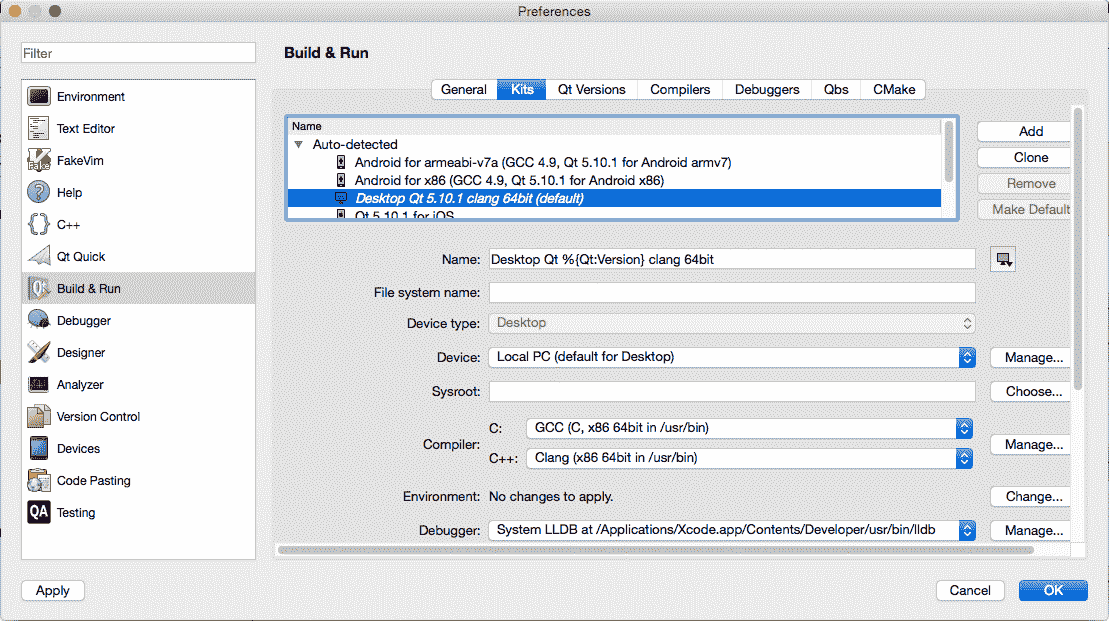 Preferences
Filter
Environment
Text Editor
FakeVim
Help
C++
Qt Quick
Build & Run
Debugger
Designer
Analyzer
Version Control
Devices
Code Pasting
QA Testing
Build & Run
General Kits Qt Versions Compilers Debuggers Qbs CMake
Name
Auto-detected
Android for armeabi-v7a (GCC 4.9, Qt 5.10.1 for Android armv7)
Android for x86 (GCC 4.9, Qt 5.10.1 for Android x86)
Desktop Qt 5.10.1 clang 64bit (default)
Qt 5.10.1 for iOS
Add
Clone
Remove
Make Default
Name: Desktop Qt %{Qt:Version} clang 64bit
File system name:
Device type: Desktop
Device: Local PC (default for Desktop) Manage...
Sysroot: Choose...
Compiler: C: GCC (C, x86 64bit in /usr/bin) Manage...
C++: Clang (x86 64bit in /usr/bin)
Environment: No changes to apply. Change...
Debugger: System LLDB at /Applications/Xcode.app/Contents/Developer/usr/bin/lldb Manage...
Apply Cancel OK